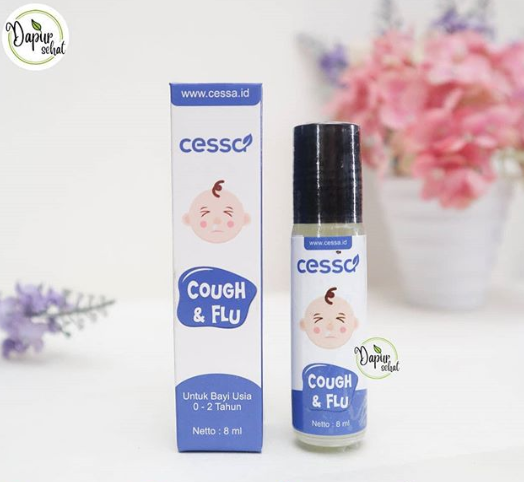 Dapur
sehat
www.cessa.id
cessa
COUGH
& FLU
Untuk Bayi Usia
0 - 2 Tahun
Netto : 8 ml
www.cessa.id
cessa
Dapur
sehat
COUGH
& FLU
Netto : 8 ml